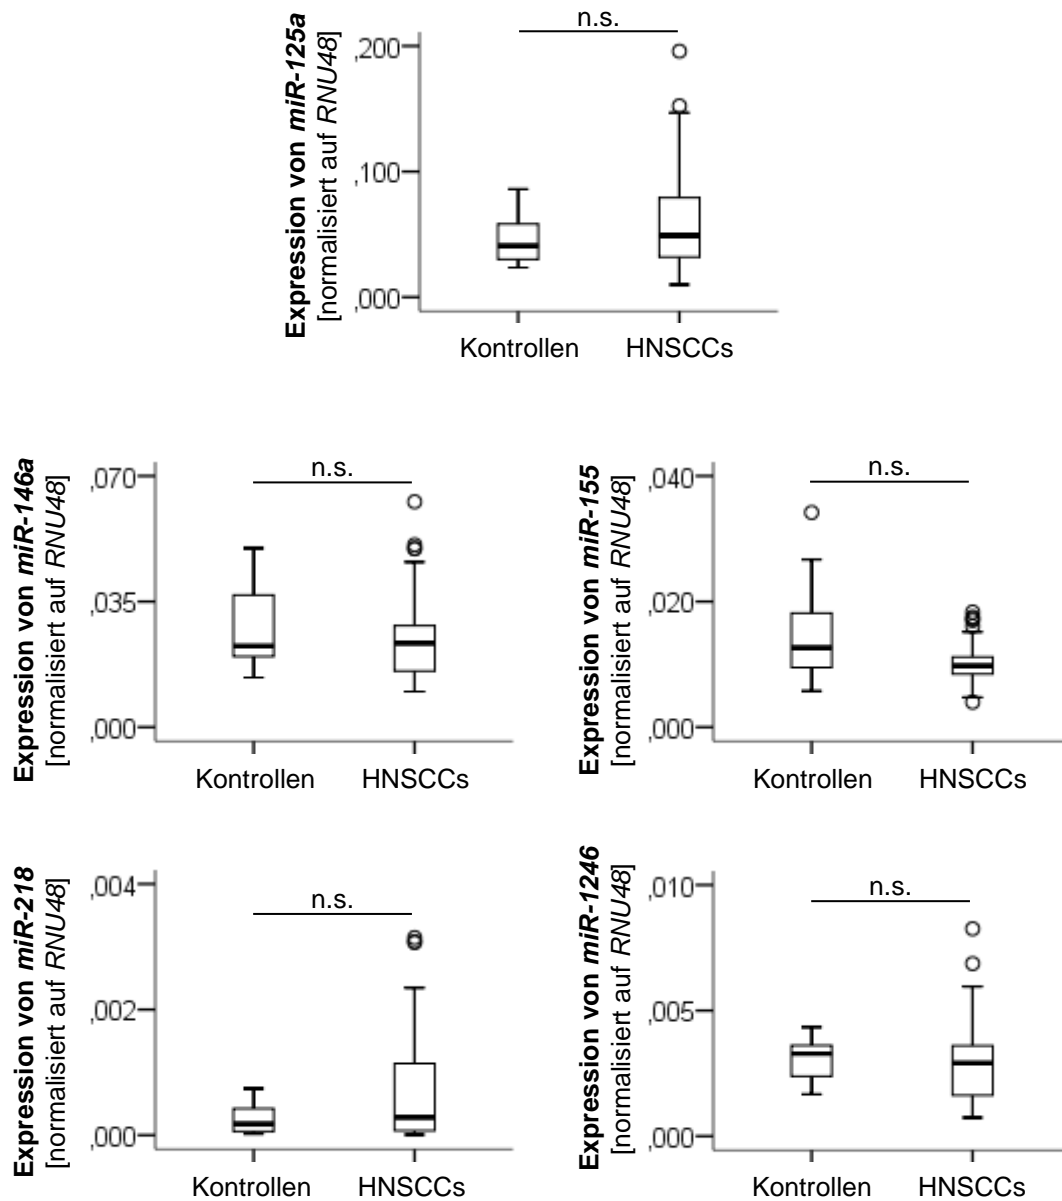 n.s.
Expression von miR-125a
[normalisiert auf RNU48]
,200
,100
,000
Kontrollen HNSCCs
n.s.
Expression von miR-146a
[normalisiert auf RNU48]
,070
,035
,000
Kontrollen HNSCCs
n.s.
Expression von miR-155
[normalisiert auf RNU48]
,040
,020
,000
Kontrollen HNSCCs
n.s.
Expression von miR-218
[normalisiert auf RNU48]
,004
,002
,000
Kontrollen HNSCCs
n.s.
Expression von miR-1246
[normalisiert auf RNU48]
,010
,005
,000
Kontrollen HNSCCs